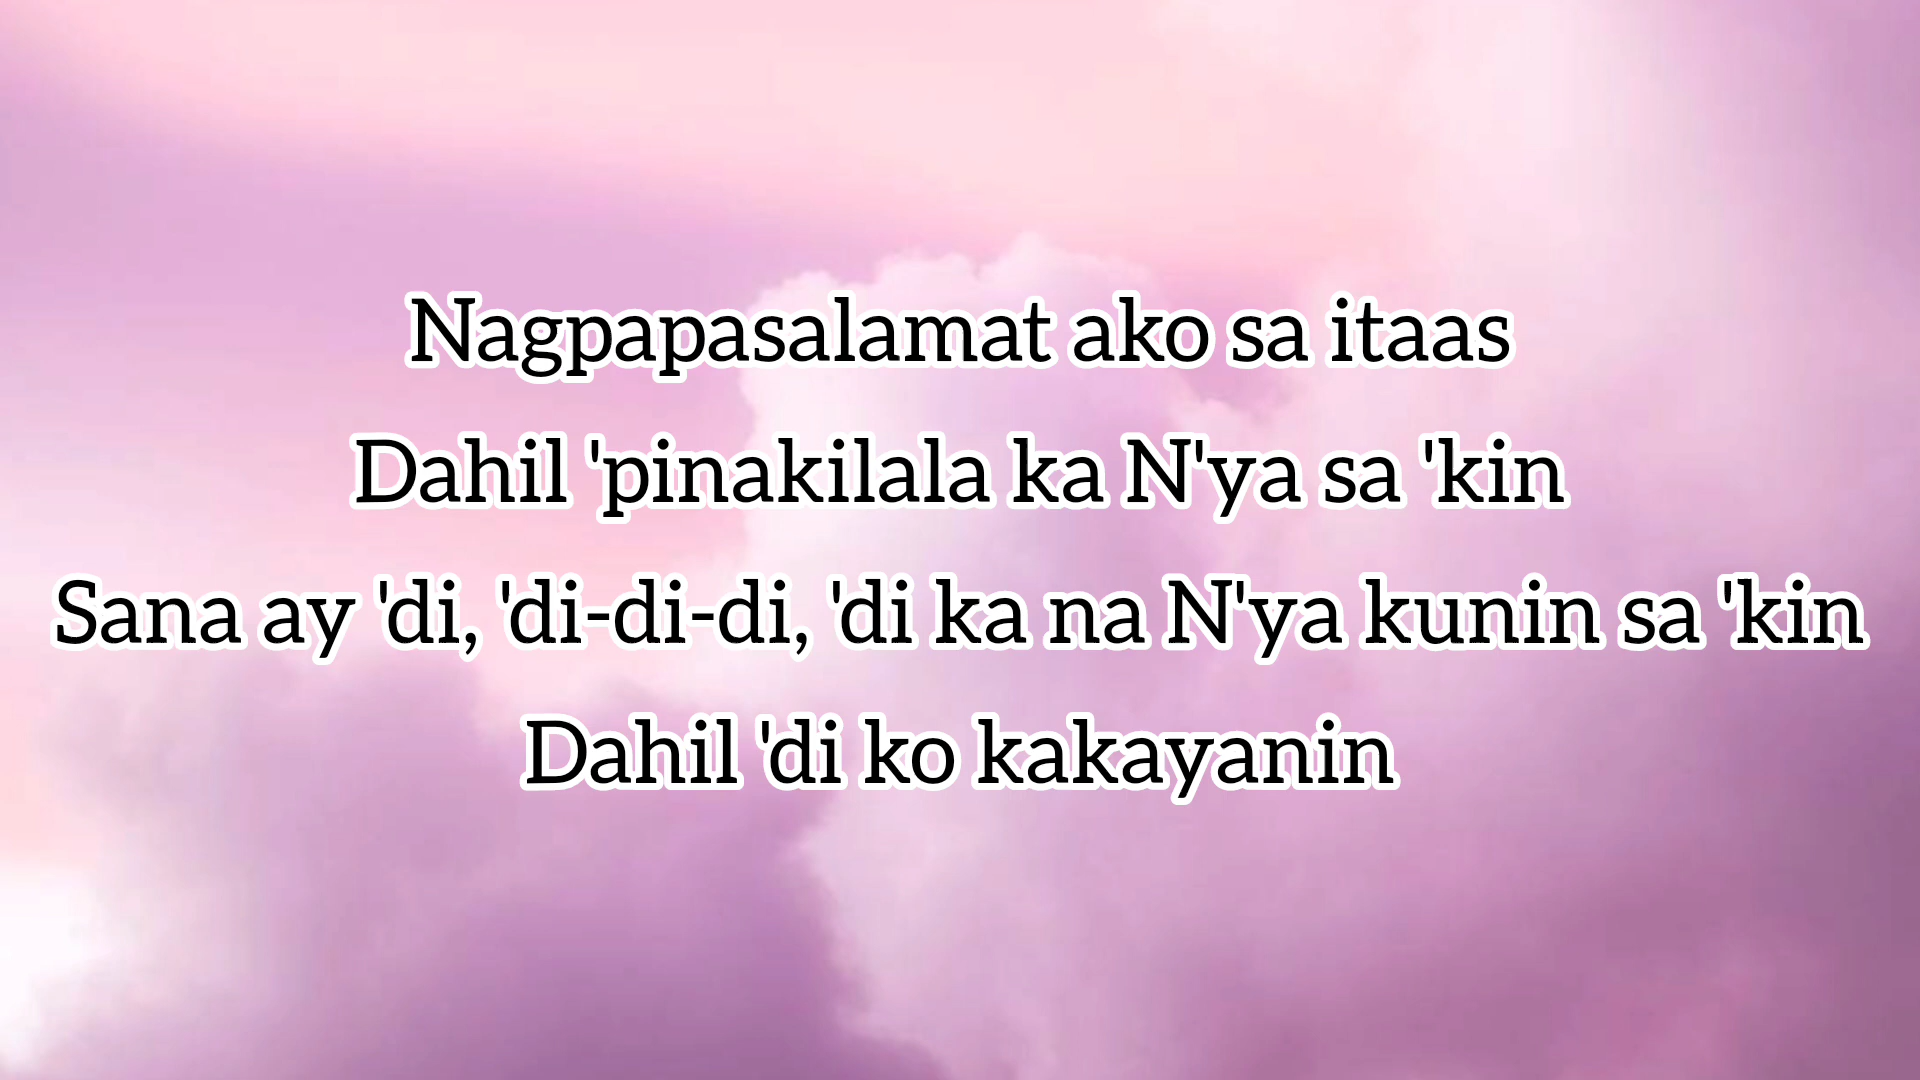 Nagpapasalamat ako sa itaas
Dahil 'pinakilala ka N'ya sa 'kin
Sana ay 'di, 'di-di-di, 'di ka na N'ya kunin sa 'kin
Dahil 'di ko kakayanin